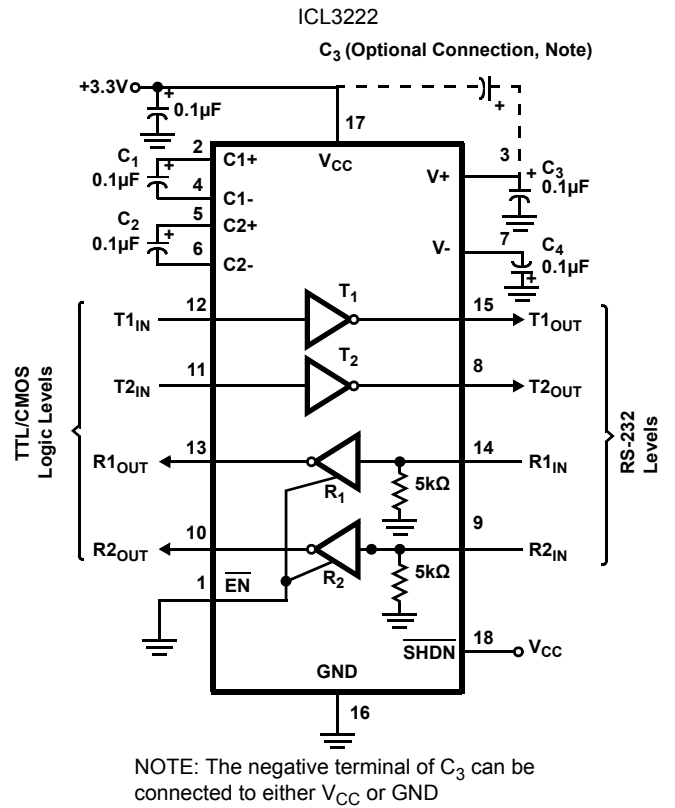 ICL3222
C3 (Optional Connection, Note)
+3.3V
+
0.1µF
+
17
2
C1
0.1µF
+
C1+
VCC
3
V+
+
C3
0.1µF
4
C1-
5
C2
0.1µF
+
C2+
6
C2-
7
V-
C4
0.1µF
+
T1IN
12
T1
15
T1OUT
T2IN
11
T2
8
T2OUT
TTL/CMOS
Logic Levels
RS-232
Levels
R1OUT
13
R1
14
R1IN
5kΩ
R2OUT
10
R2
9
R2IN
5kΩ
1
EN
SHDN
18
VCC
GND
16
NOTE: The negative terminal of C3 can be
connected to either VCC or GND